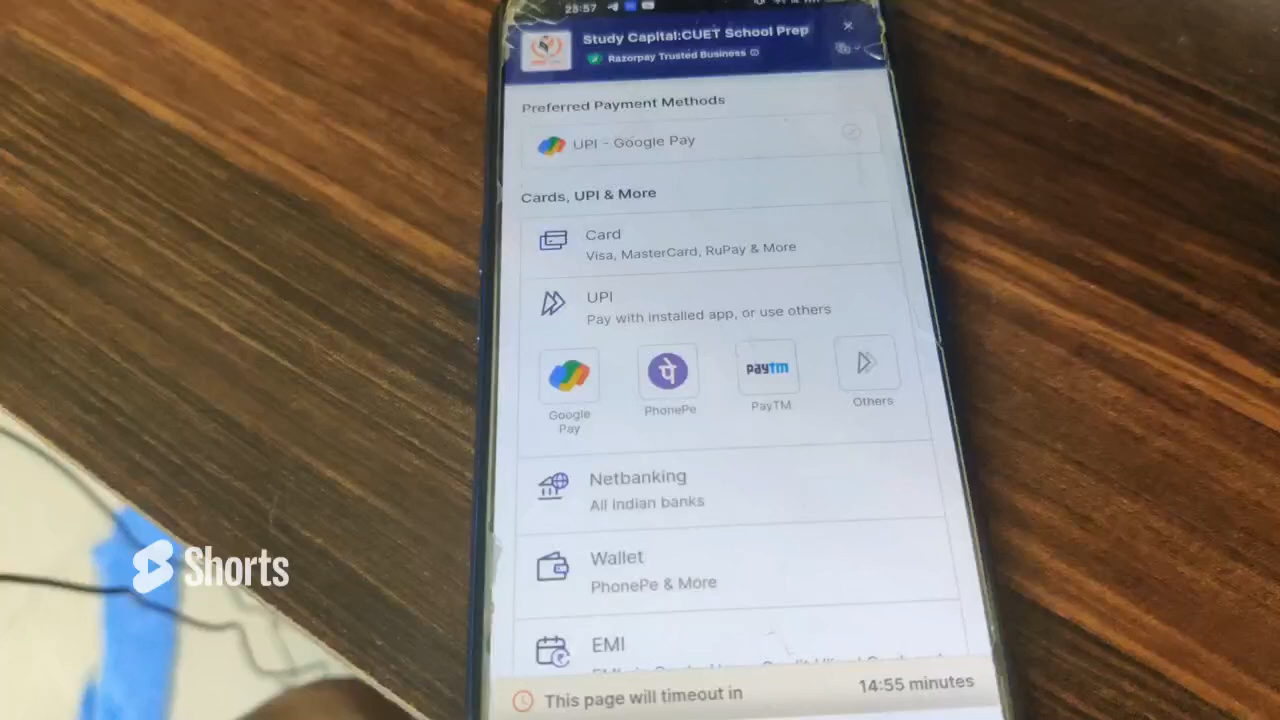 23:57
Study Capital:CUET School Prep
Razorpay Trusted Business
Preferred Payment Methods
UPI - Google Pay
Cards, UPI & More
Card
Visa, MasterCard, RuPay & More
UPI
Pay with installed app, or use others
पे
paytm
Google Pay
PhonePe
PayTM
Others
Netbanking
All Indian banks
Wallet
PhonePe & More
EMI
This page will timeout in 14:55 minutes
Shorts